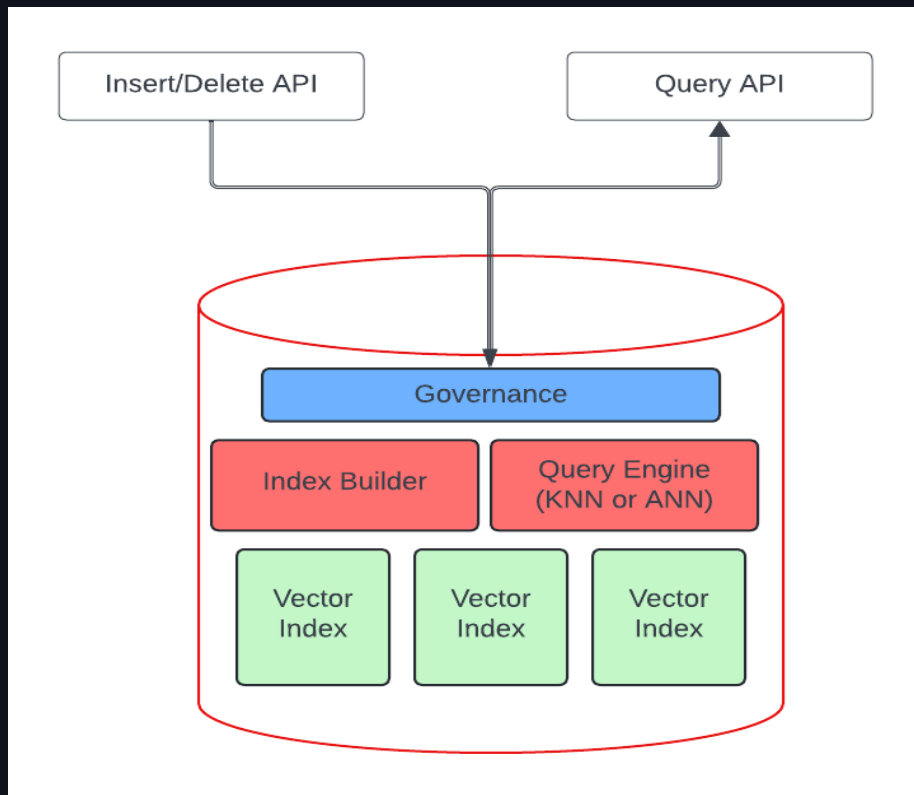 Insert/Delete API
Query API
Governance
Index Builder
Query Engine
(KNN or ANN)
Vector
Index
Vector
Index
Vector
Index